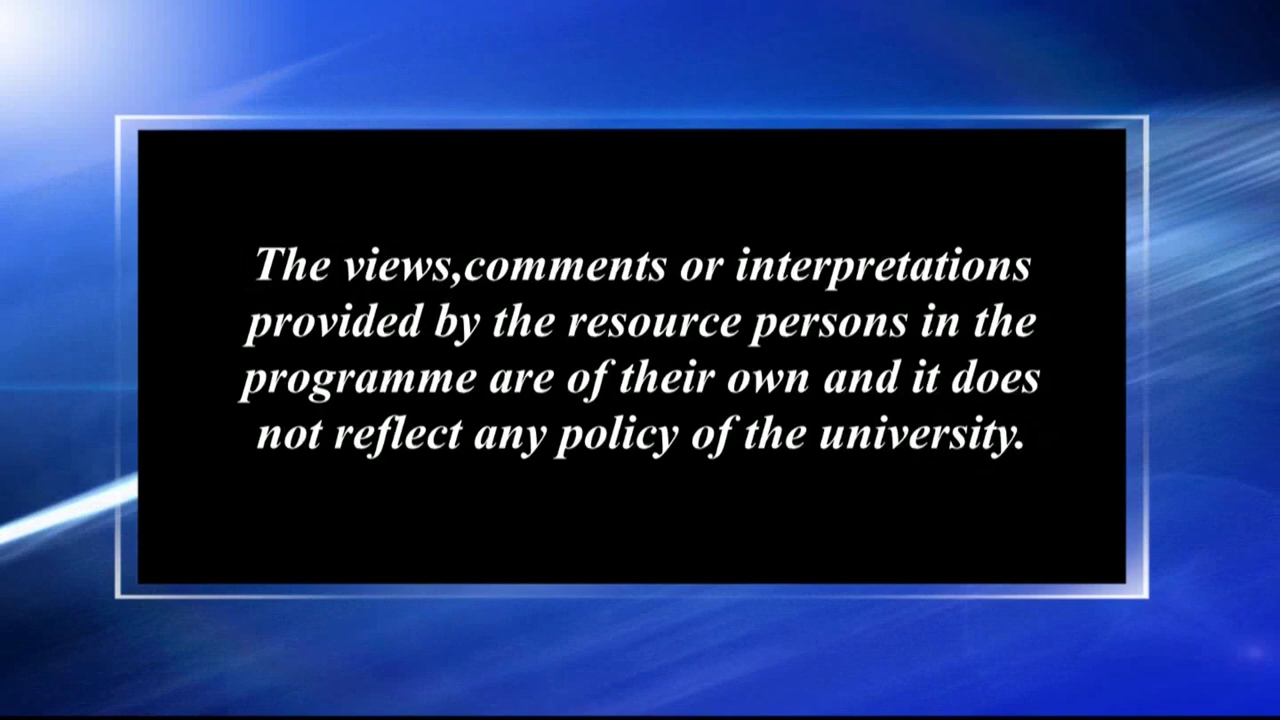 The views,comments or interpretations
provided by the resource persons in the
programme are of their own and it does
not reflect any policy of the university.